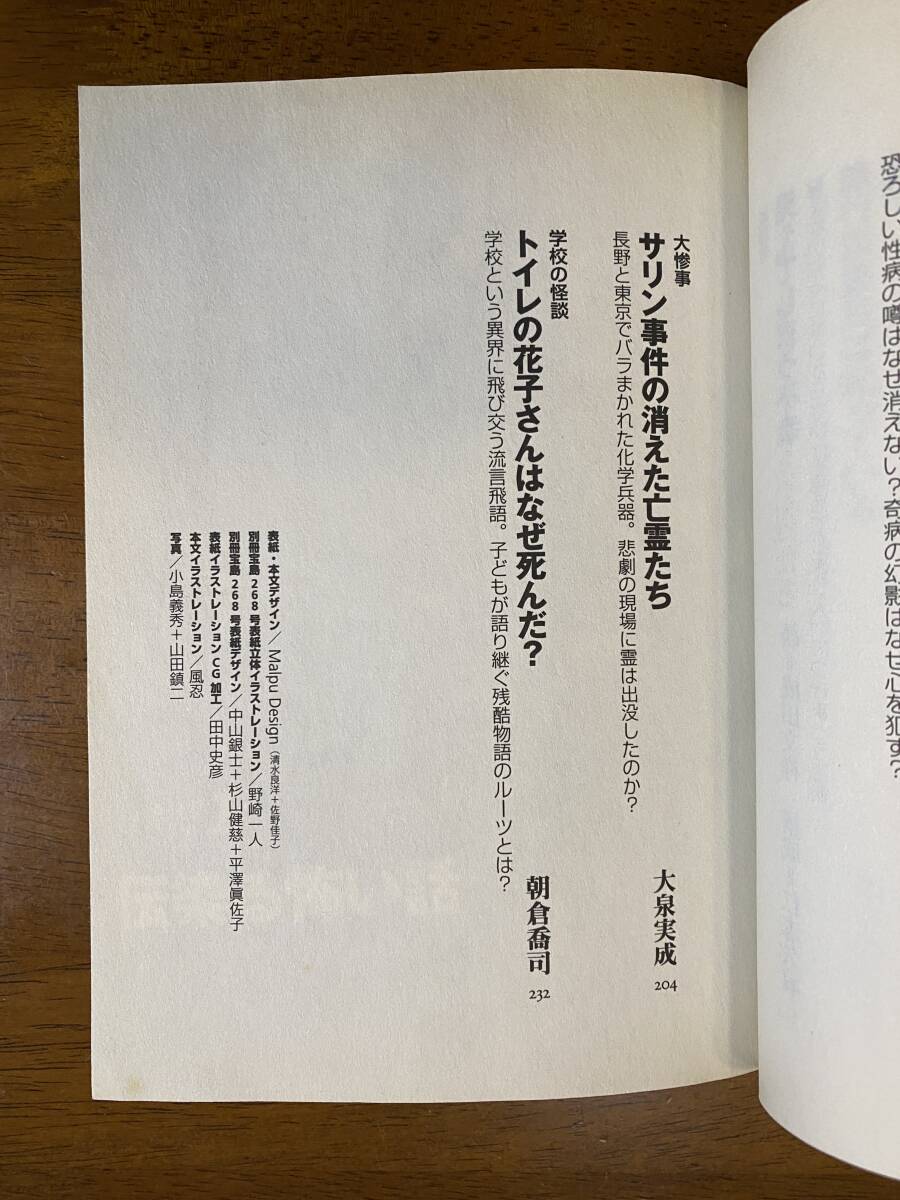 恐ろしい性病の噂はなぜ消えない？奇病の幻影はなぜ心を犯す？
大惨事
サリン事件の消えた亡霊たち
長野と東京でバラまかれた化学兵器。悲劇の現場に霊は出没したのか？
大泉実成
204
学校の怪談
トイレの花子さんはなぜ死んだ？
学校という異界に飛び交う流言飛語。子どもが語り継ぐ残酷物語のルーツとは？
朝倉喬司
232
表紙・本文デザイン／Malpu Design（清水良洋＋佐野佳子）
別冊宝島268号表紙立体イラストレーション／野崎一人
別冊宝島268号表紙デザイン／中山銀士＋杉山健慈＋平澤眞佐子
表紙イラストレーションCG加工／田中史彦
本文イラストレーション／風忍
写真／小島義秀＋山田鎮二